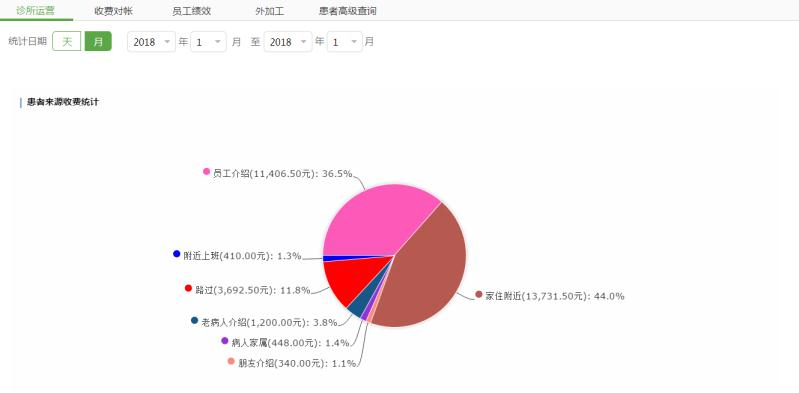 诊所运营 收费对帐 员工绩效 外加工 患者高级查询
统计日期 天 月 2018 年 1 月 至 2018 年 1 月
患者来源收费统计
员工介绍(11,406.50元): 36.5%
附近上班(410.00元): 1.3%
路过(3,692.50元): 11.8%
家住附近(13,731.50元): 44.0%
老病人介绍(1,200.00元): 3.8%
病人家属(448.00元): 1.4%
朋友介绍(340.00元): 1.1%